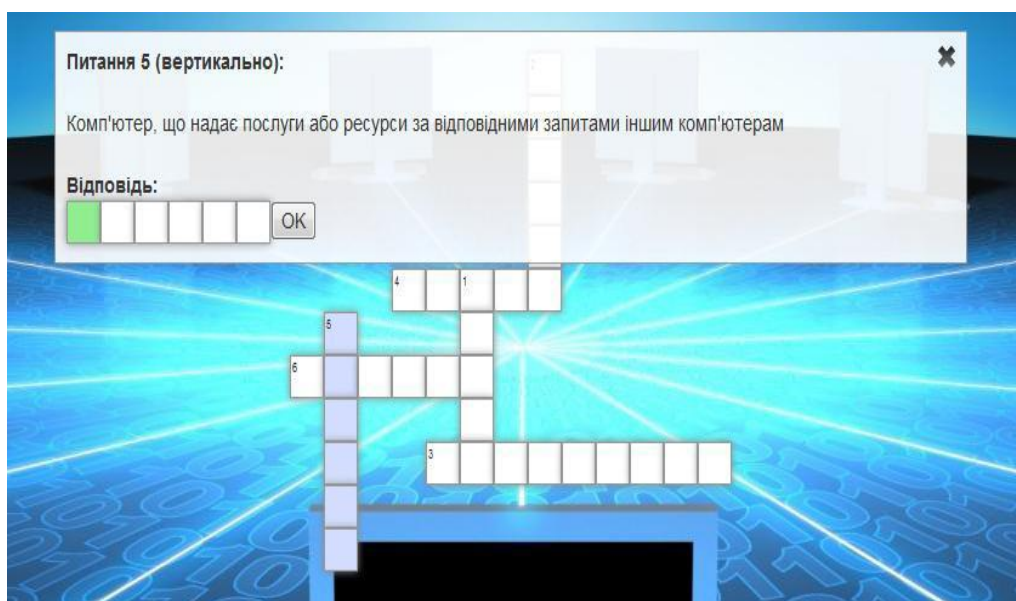 Питання 5 (вертикально):
Комп'ютер, що надає послуги або ресурси за відповідними запитами іншим комп'ютерам
Відповідь:
OK
4 1
5
6
3